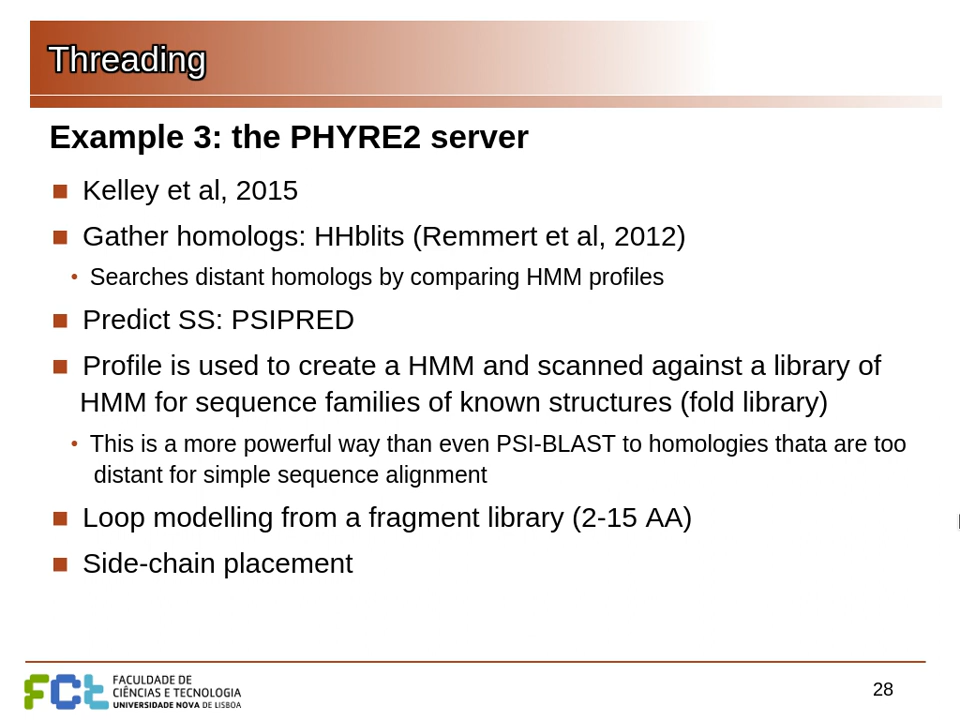 Threading
Example 3: the PHYRE2 server
■ Kelley et al, 2015
■ Gather homologs: HHblits (Remmert et al, 2012)
• Searches distant homologs by comparing HMM profiles
■ Predict SS: PSIPRED
■ Profile is used to create a HMM and scanned against a library of
HMM for sequence families of known structures (fold library)
• This is a more powerful way than even PSI-BLAST to homologies thata are too
distant for simple sequence alignment
■ Loop modelling from a fragment library (2-15 AA)
■ Side-chain placement
FCt
FACULDADE DE
CIÊNCIAS E TECNOLOGIA
UNIVERSIDADE NOVA DE LISBOA
28